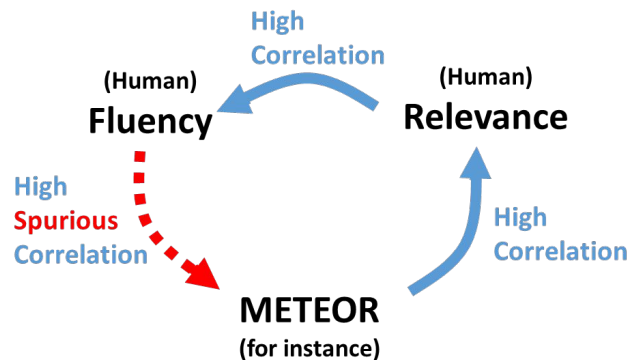 High
Correlation
(Human)
Fluency
(Human)
Relevance
High
Spurious
Correlation
High
Correlation
METEOR
(for instance)